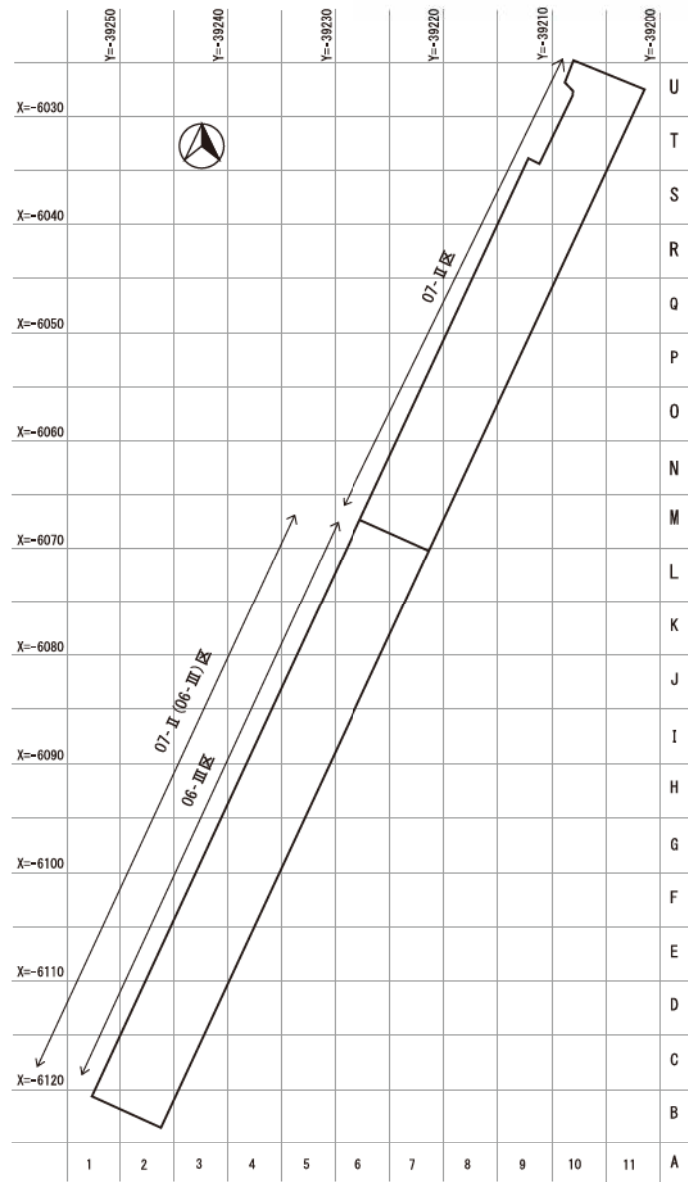 Y=-39250
Y=-39240
Y=-39230
Y=-39220
Y=-39210
Y=-39200
X=-6030
X=-6040
X=-6050
X=-6060
X=-6070
X=-6080
X=-6090
X=-6100
X=-6110
X=-6120
07-Ⅱ区
07-Ⅱ(06-Ⅲ)区
06-Ⅲ区
U
T
S
R
Q
P
O
N
M
L
K
J
I
H
G
F
E
D
C
B
1 2 3 4 5 6 7 8 9 10 11 A